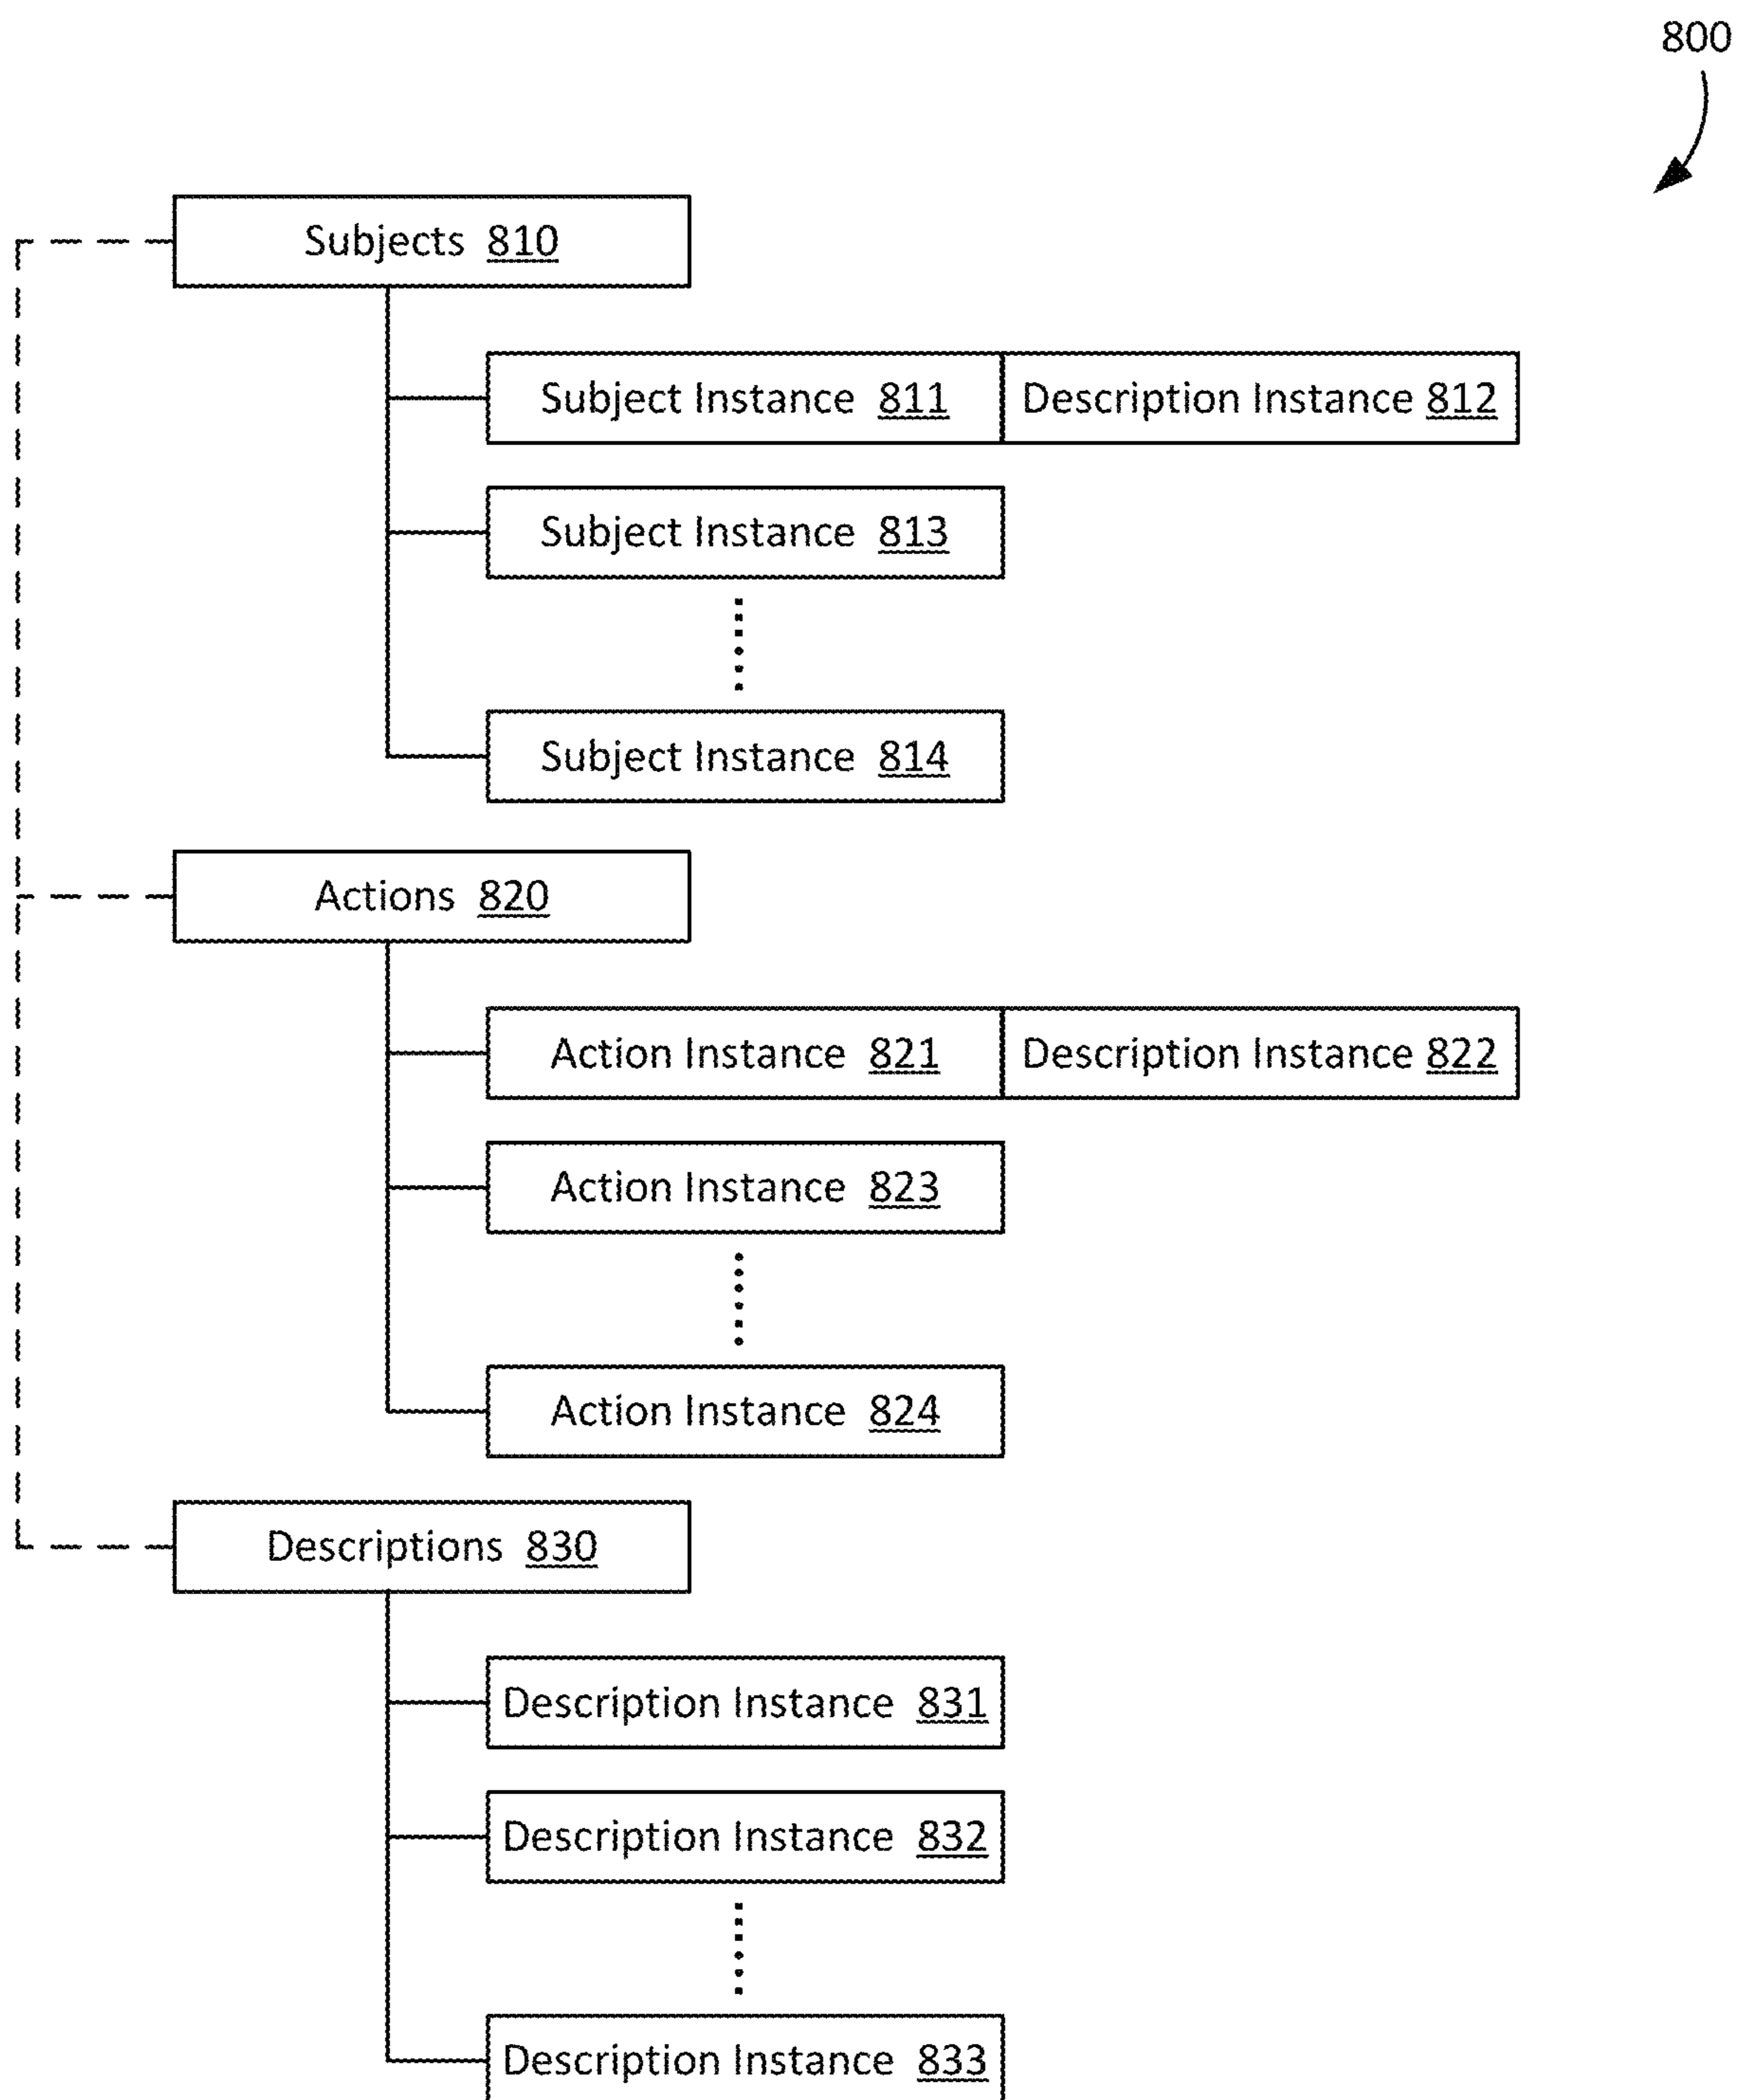 800
Subjects 810
Subject Instance 811 Description Instance 812
Subject Instance 813
Subject Instance 814
Actions 820
Action Instance 821 Description Instance 822
Action Instance 823
Action Instance 824
Descriptions 830
Description Instance 831
Description Instance 832
Description Instance 833